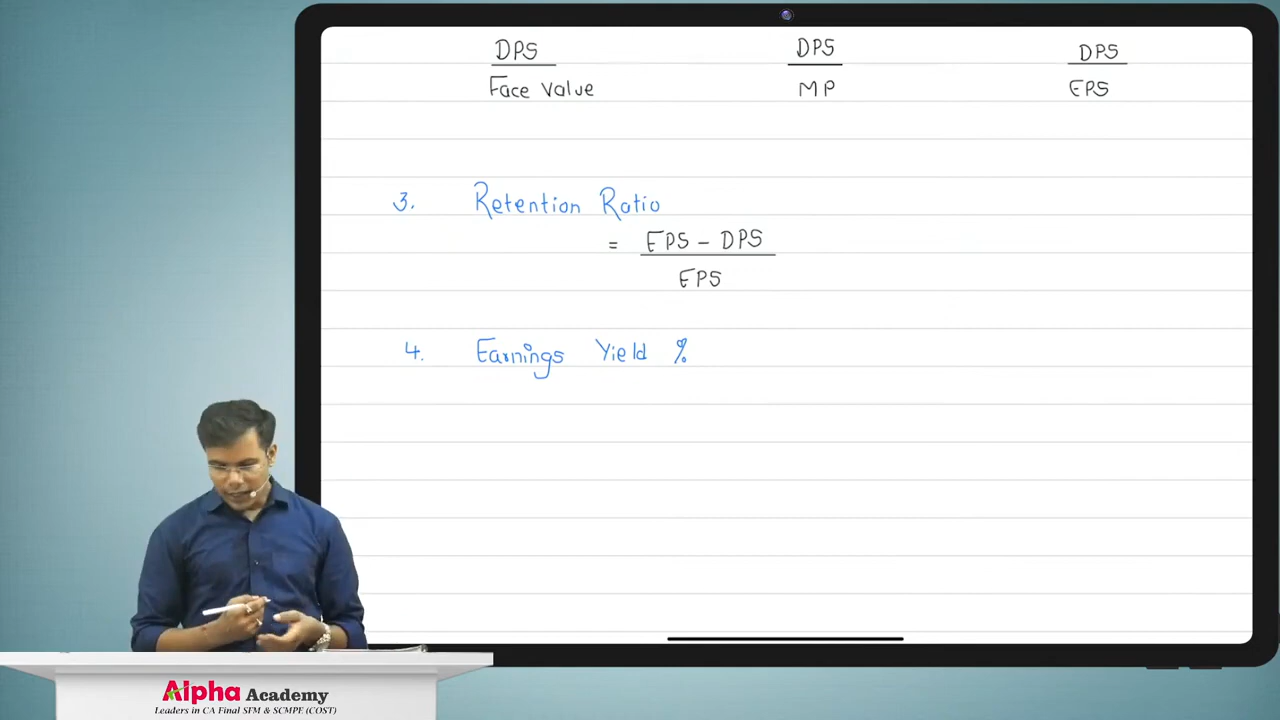 DPS DPS DPS
Face Value MP EPS
3. Retention Ratio
= EPS - DPS
EPS
4. Earnings Yield %
Alpha Academy
Leaders in CA Final SFM & SCMPE (COST)